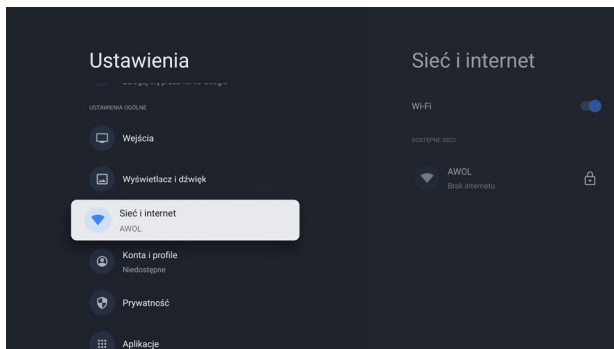 Ustawienia
USTAWIENIA OGÓLNE
Wejścia
Wyświetlacz i dźwięk
Sieć i internet
AWOL
Konta i profile
Niedostępne
Prywatność
Aplikacje
Sieć i internet
Wi-Fi
DOSTĘPNE SIECI
AWOL
Brak internetu